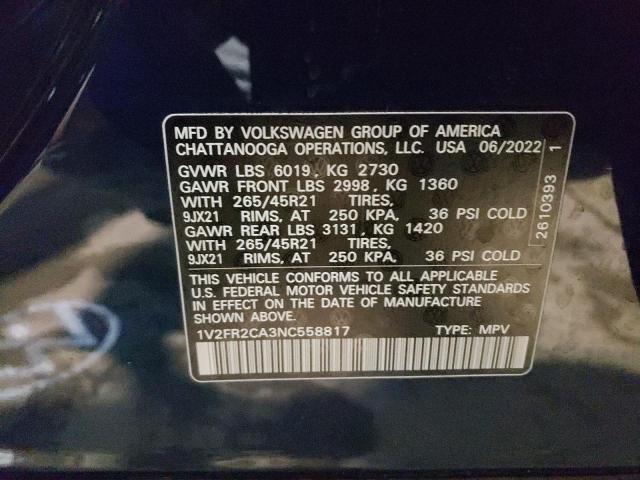 MFD BY VOLKSWAGEN GROUP OF AMERICA
CHATTANOOGA OPERATIONS, LLC. USA 06/2022
GVWR LBS 6019, KG 2730
GAWR FRONT LBS 2998, KG 1360
WITH 265/45R21 TIRES,
9JX21 RIMS, AT 250 KPA, 36 PSI COLD
GAWR REAR LBS 3131, KG 1420
WITH 265/45R21 TIRES,
9JX21 RIMS, AT 250 KPA, 36 PSI COLD
THIS VEHICLE CONFORMS TO ALL APPLICABLE
U.S. FEDERAL MOTOR VEHICLE SAFETY STANDARDS
IN EFFECT ON THE DATE OF MANUFACTURE
SHOWN ABOVE.
1V2FR2CA3NC558817 TYPE: MPV
2610393 1